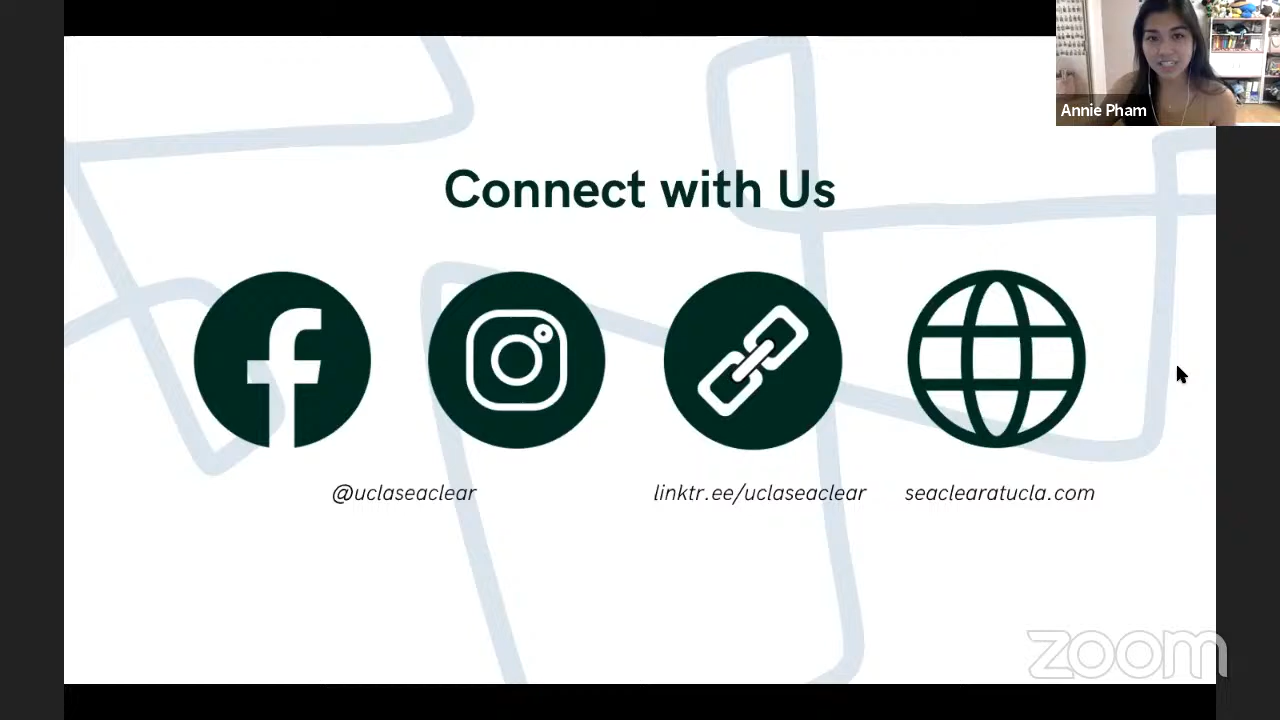 Annie Pham
Connect with Us
@uclaseaclear
linktr.ee/uclaseaclear
seaclearatucla.com
zoom